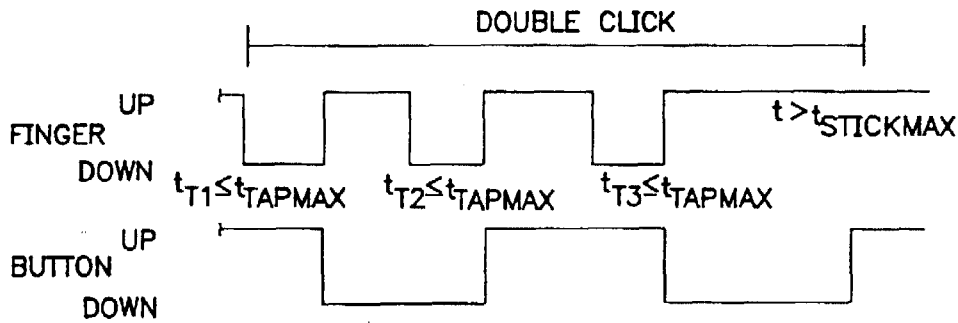 DOUBLE CLICK
UP
FINGER
DOWN
t > tSTICKMAX
tT1 ≤ tTAPMAX
tT2 ≤ tTAPMAX
tT3 ≤ tTAPMAX
UP
BUTTON
DOWN